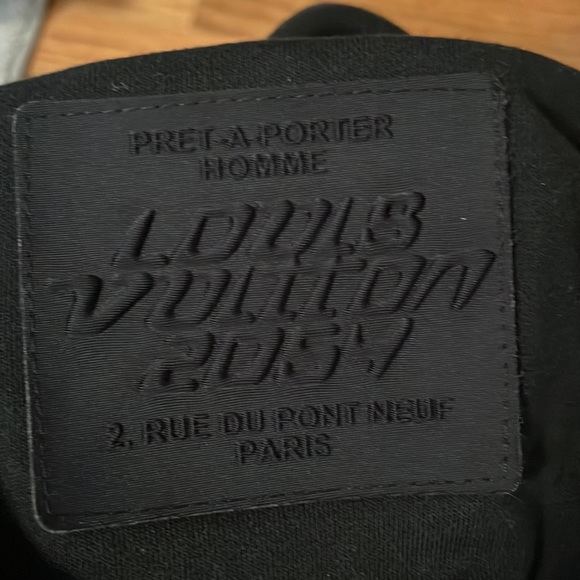 PRET-A-PORTER
HOMME
LOUIS
VUITTON
2054
2, RUE DU PONT NEUF
PARIS